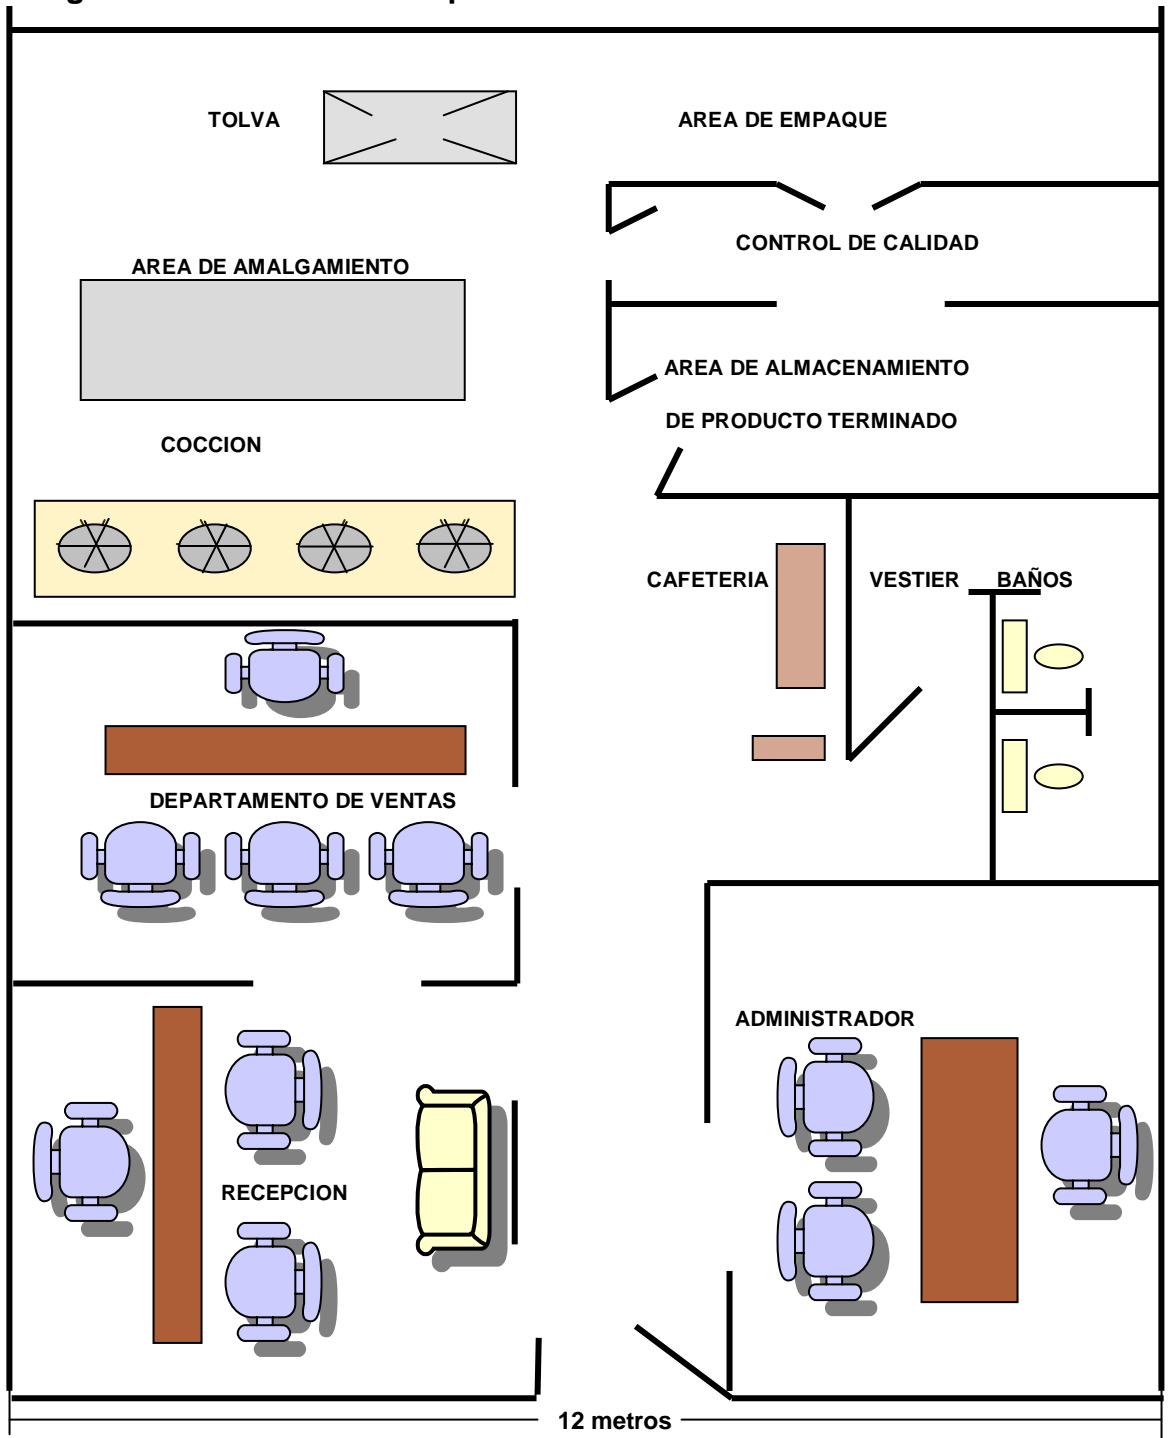 TOLVA
AREA DE EMPAQUE
CONTROL DE CALIDAD
AREA DE AMALGAMIENTO
AREA DE ALMACENAMIENTO
DE PRODUCTO TERMINADO
COCCION
CAFETERIA
VESTIER
BAÑOS
DEPARTAMENTO DE VENTAS
ADMINISTRADOR
RECEPCION
12 metros